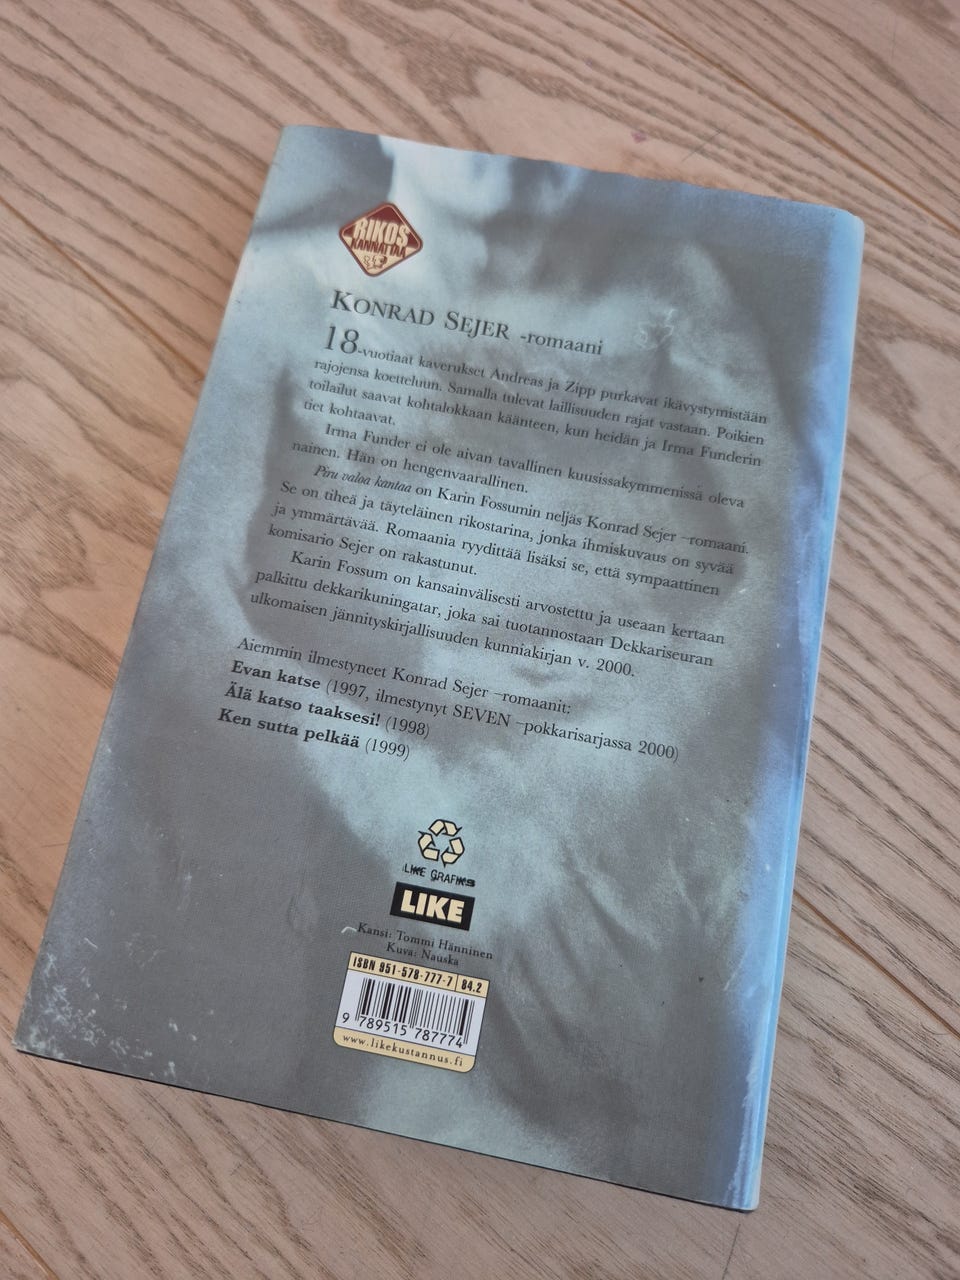 RIKOS
KANNATTAA
KONRAD SEJER -romaani
18-vuotiaat kaverukset Andreas ja Zipp purkavat ikävystymistään
rajojensa koetteluun. Samalla tulevat laillisuuden rajat vastaan. Poikien
toilailut saavat kohtalokkaan käänteen, kun heidän ja Irma Funderin
tiet kohtaavat.
Irma Funder ei ole aivan tavallinen kuusissakymmenissä oleva
nainen. Hän on hengenvaarallinen.
Piru valoa kantaa on Karin Fossumin neljäs Konrad Sejer –romaani.
Se on tiheä ja täyteläinen rikostarina, jonka ihmiskuvaus on syvää
ja ymmärtävää. Romaania ryydittää lisäksi se, että sympaattinen
komisario Sejer on rakastunut.
Karin Fossum on kansainvälisesti arvostettu ja useaan kertaan
palkittu dekkarikuningatar, joka sai tuotannostaan Dekkariseuran
ulkomaisen jännityskirjallisuuden kunniakirjan v. 2000.
Aiemmin ilmestyneet Konrad Sejer –romaanit:
Evan katse (1997, ilmestynyt SEVEN –pokkarisarjassa 2000)
Älä katso taaksesi! (1998)
Ken sutta pelkää (1999)
LIKE GRAFIKS
LIKE
Kansi: Tommi Hänninen
Kuva: Nauska
ISBN 951-578-777-7 84.2
9 789515 787774
www.likekustannus.fi